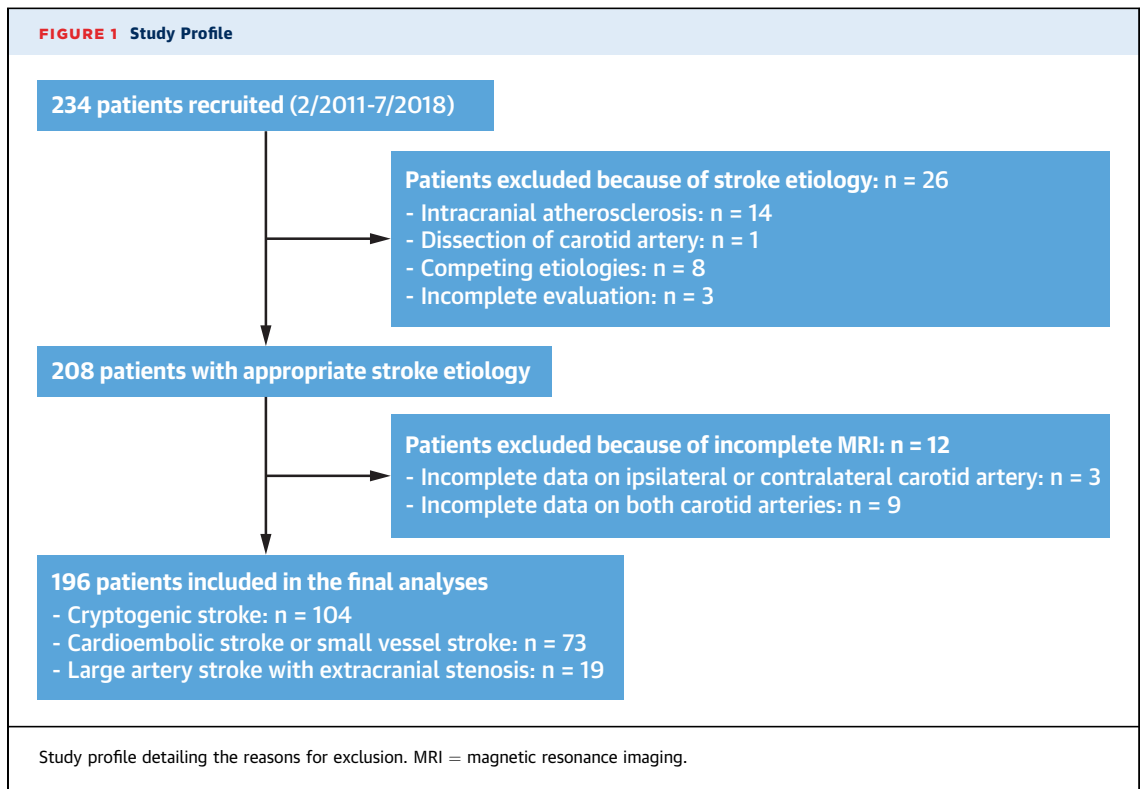 FIGURE 1 Study Profile
234 patients recruited (2/2011-7/2018)
Patients excluded because of stroke etiology: n = 26
- Intracranial atherosclerosis: n = 14
- Dissection of carotid artery: n = 1
- Competing etiologies: n = 8
- Incomplete evaluation: n = 3
208 patients with appropriate stroke etiology
Patients excluded because of incomplete MRI: n = 12
- Incomplete data on ipsilateral or contralateral carotid artery: n = 3
- Incomplete data on both carotid arteries: n = 9
196 patients included in the final analyses
- Cryptogenic stroke: n = 104
- Cardioembolic stroke or small vessel stroke: n = 73
- Large artery stroke with extracranial stenosis: n = 19
Study profile detailing the reasons for exclusion. MRI = magnetic resonance imaging.